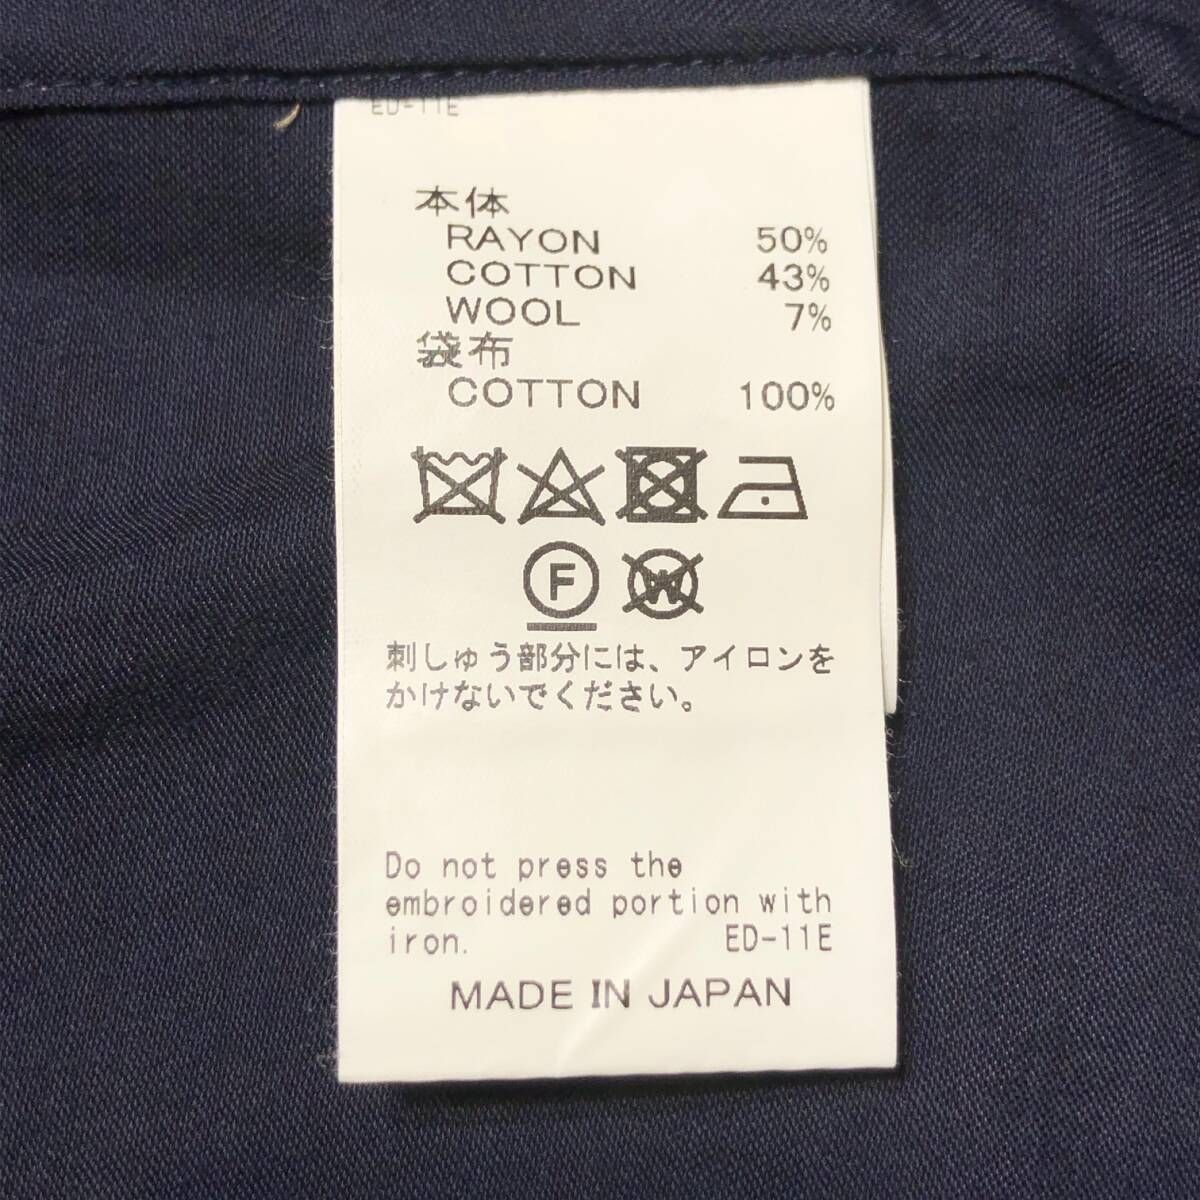 ED-11E
本体
RAYON 50%
COTTON 43%
WOOL 7%
袋布
COTTON 100%
F W
刺しゅう部分には、アイロンを
かけないでください。
Do not press the
embroidered portion with
iron. ED-11E
MADE IN JAPAN